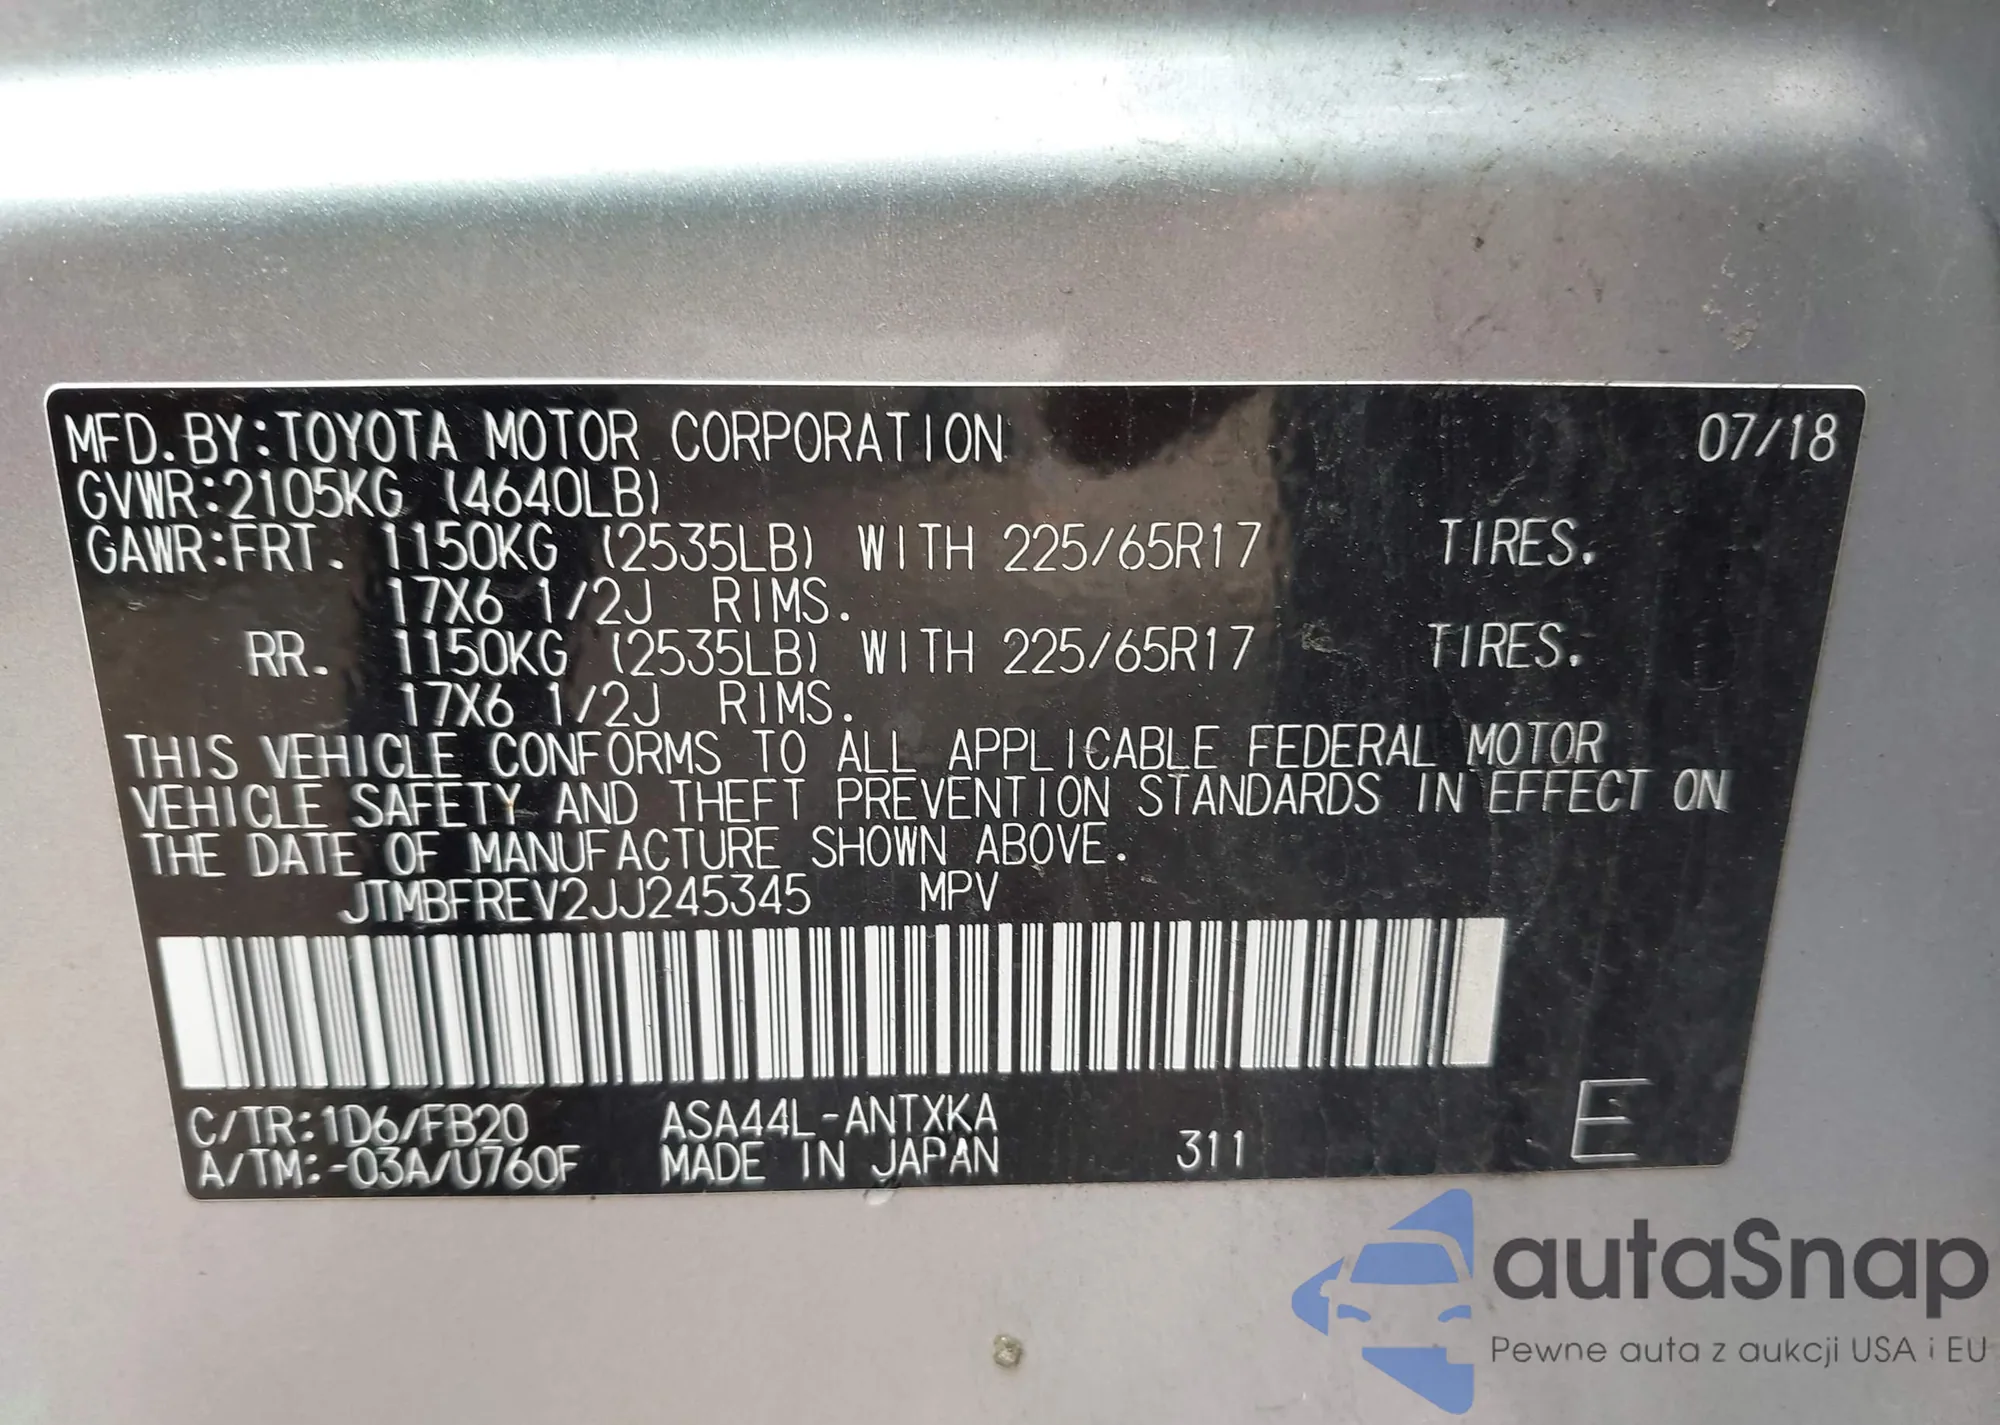 MFD.BY:TOYOTA MOTOR CORPORATION 07/18
GVWR:2105KG (4640LB)
GAWR:FRT. 1150KG (2535LB) WITH 225/65R17 TIRES.
17X6 1/2J RIMS.
RR. 1150KG (2535LB) WITH 225/65R17 TIRES.
17X6 1/2J RIMS.
THIS VEHICLE CONFORMS TO ALL APPLICABLE FEDERAL MOTOR
VEHICLE SAFETY AND THEFT PREVENTION STANDARDS IN EFFECT ON
THE DATE OF MANUFACTURE SHOWN ABOVE.
JTMBFREV2JJ245345 MPV
C/TR:1D6/FB20 ASA44L-ANTXKA
A/TM:-03A/U760F MADE IN JAPAN 311 E
autaSnap
Pewne auta z aukcji USA i EU